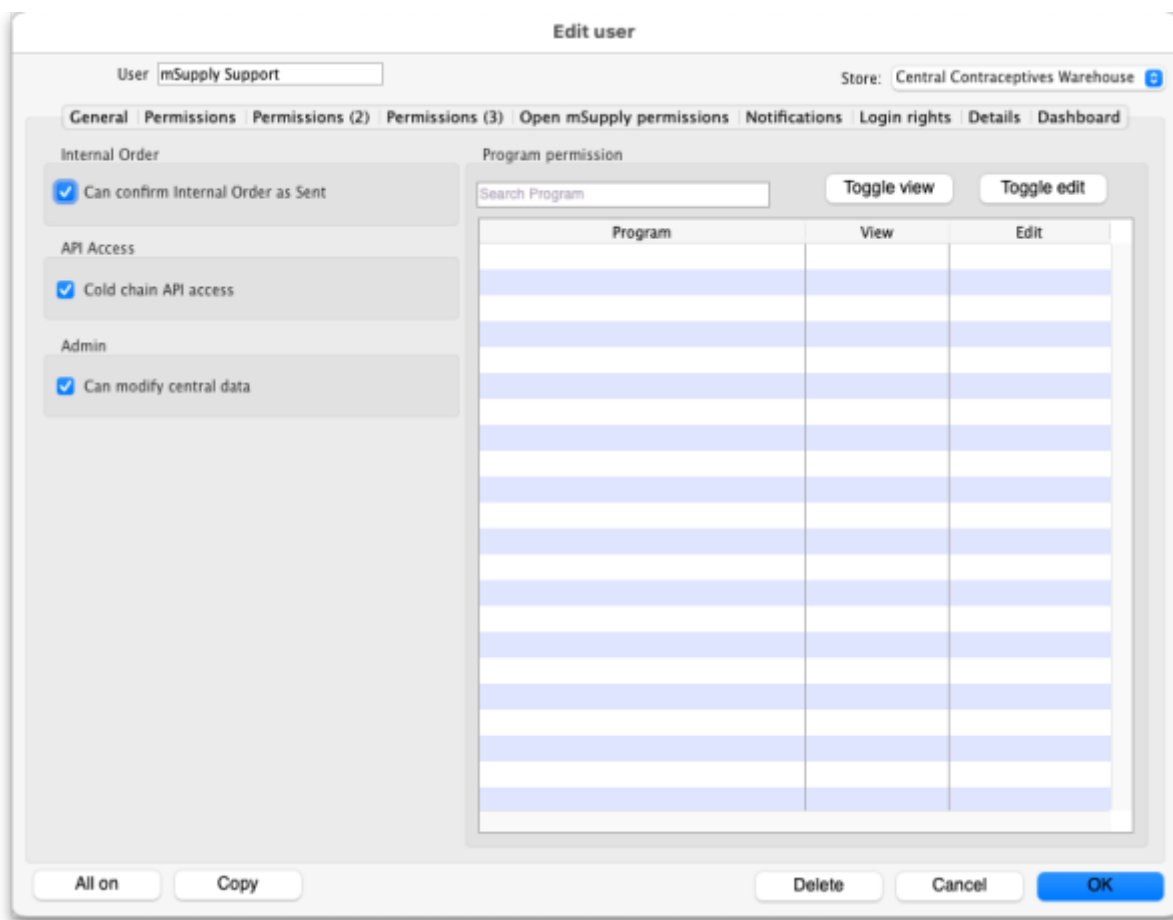 Edit user
User mSupply Support
Store: Central Contraceptives Warehouse
General Permissions Permissions (2) Permissions (3) Open mSupply permissions Notifications Login rights Details Dashboard
Internal Order
Can confirm Internal Order as Sent
API Access
Cold chain API access
Admin
Can modify central data
Program permission
Search Program Toggle view Toggle edit
Program View Edit
All on Copy Delete Cancel OK